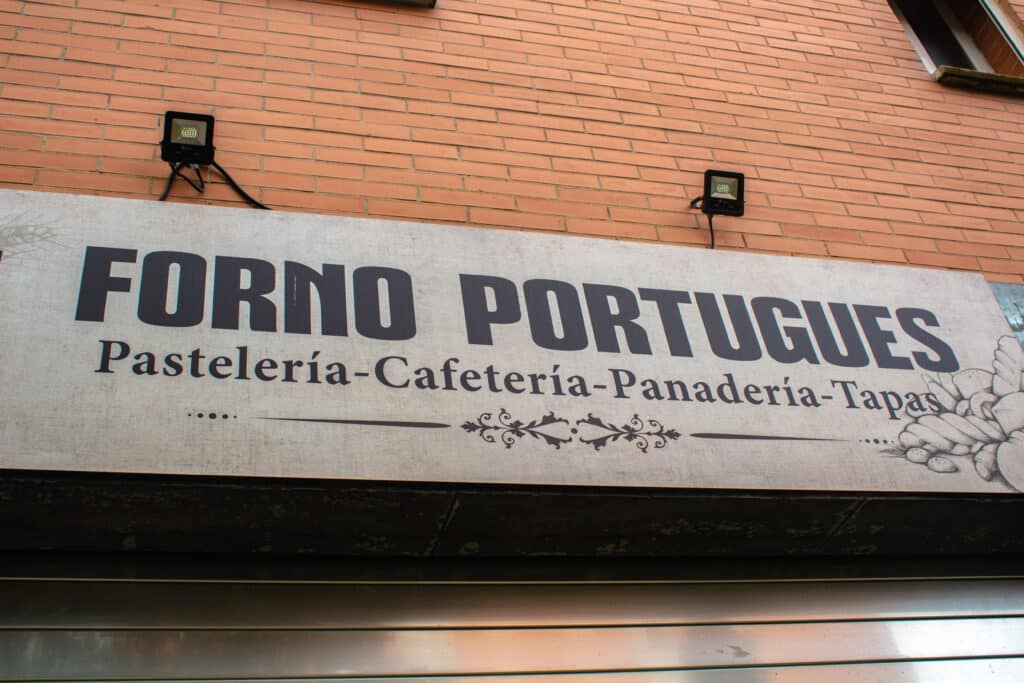 FORNO PORTUGUES
Pastelería-Cafetería-Panadería-Tapas